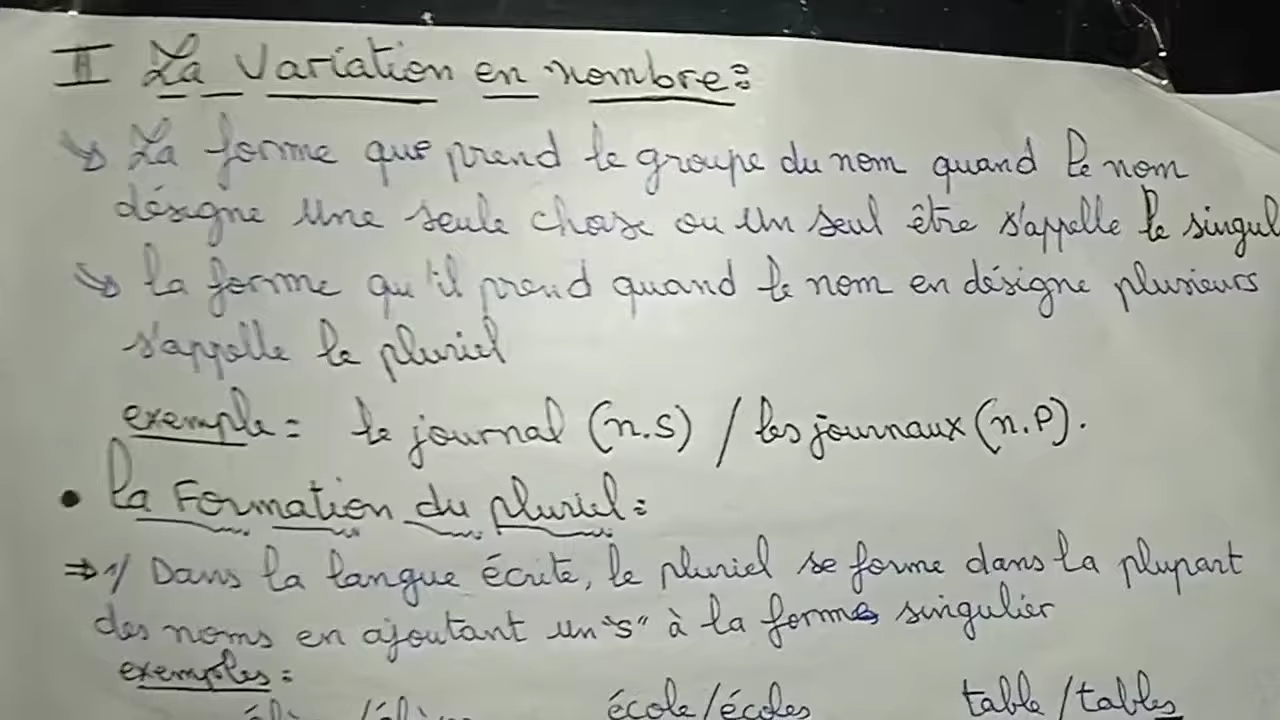 II La Variation en nombre:
La forme que prend le groupe du nom quand le nom
désigne une seule chose ou un seul être s'appelle le singul
la forme qu'il prend quand le nom en désigne plusieurs
s'appelle le pluriel
exemple = le journal (n.S) / les journaux (n.P).
• La Formation du pluriel =
⇒ 1/ Dans la langue écrite, le pluriel se forme dans la plupart
des noms en ajoutant un "s" à la forme singulier
exemples =
école/écoles table/tables